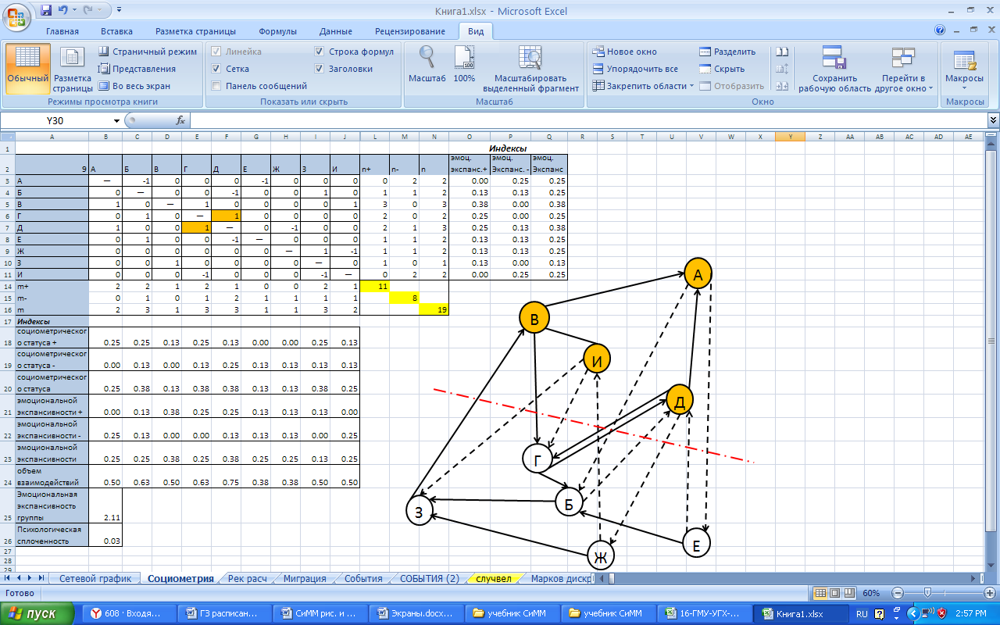 Книга1.xlsx - Microsoft Excel
Главная Вставка Разметка страницы Формулы Данные Рецензирование Вид
Обычный
Разметка страницы
Страничный режим
Представления
Во весь экран
Режимы просмотра книги
Линейка
Сетка
Панель сообщений
Строка формул
Заголовки
Показать или скрыть
Масштаб
100%
Масштабировать выделенный фрагмент
Масштаб
Новое окно
Упорядочить все
Закрепить области
Разделить
Скрыть
Отобразить
Сохранить рабочую область
Перейти в другое окно
Окно
Макросы
Макросы
Y30 fx
A B C D E F G H I J K L M N O P Q R S T U V W X Y Z AA AB AC AD AE
1 Индексы
2 9 А Б В Г Д Е Ж З И n+ n- n эмоц. экспанс.+ эмоц. Экспанс. - эмоц. Экспанс
3 А — -1 0 0 0 -1 0 0 0 0 2 2 0.00 0.25 0.25
4 Б 0 — 0 0 -1 0 0 1 0 1 1 2 0.13 0.13 0.25
5 В 1 0 — 1 0 0 0 0 1 3 0 3 0.38 0.00 0.38
6 Г 0 1 0 — 1 0 0 0 0 2 0 2 0.25 0.00 0.25
7 Д 1 0 0 1 — 0 -1 0 0 2 1 3 0.25 0.13 0.38
8 Е 0 1 0 0 -1 — 0 0 0 1 1 2 0.13 0.13 0.25
9 Ж 0 0 0 0 0 0 — 1 -1 1 1 2 0.13 0.13 0.25
10 З 0 0 1 0 0 0 0 — 0 1 0 1 0.13 0.00 0.13
11 И 0 0 0 -1 0 0 0 -1 — 0 2 2 0.00 0.25 0.25
14 m+ 2 2 1 2 1 0 0 2 1 11
15 m- 0 1 0 1 2 1 1 1 1 8
16 m 2 3 1 3 3 1 1 3 2 19
17 Индексы
18 социометрического статуса + 0.25 0.25 0.13 0.25 0.13 0.00 0.00 0.25 0.13
19 социометрического статуса - 0.00 0.13 0.00 0.13 0.25 0.13 0.13 0.13 0.13
20 социометрического статуса 0.25 0.38 0.13 0.38 0.38 0.13 0.13 0.38 0.25
21 эмоциональной экспансивности + 0.00 0.13 0.38 0.25 0.25 0.13 0.13 0.13 0.00
22 эмоциональной экспансивности - 0.25 0.13 0.00 0.00 0.13 0.13 0.13 0.00 0.25
23 эмоциональной экспансивности 0.25 0.25 0.38 0.25 0.38 0.25 0.25 0.13 0.25
24 объем взаимодействий 0.50 0.63 0.50 0.63 0.75 0.38 0.38 0.50 0.50
25 Эмоциональная экспансивность группы 2.11
26 Психологическая сплоченность 0.03
27
28
29
А
В
И
Д
Г
Б
З
Е
Ж
Сетевой график Социометрия Рек расч Миграция События СОБЫТИЯ (2) случвел Марков дискр
Готово 60%
пуск 608 · Входя... ГЗ расписан... СиММ рис. и ... Экраны.docx... учебник СиММ учебник СиММ 16-ГМУ-УГХ-... Книга1.xlsx RU 2:57 PM